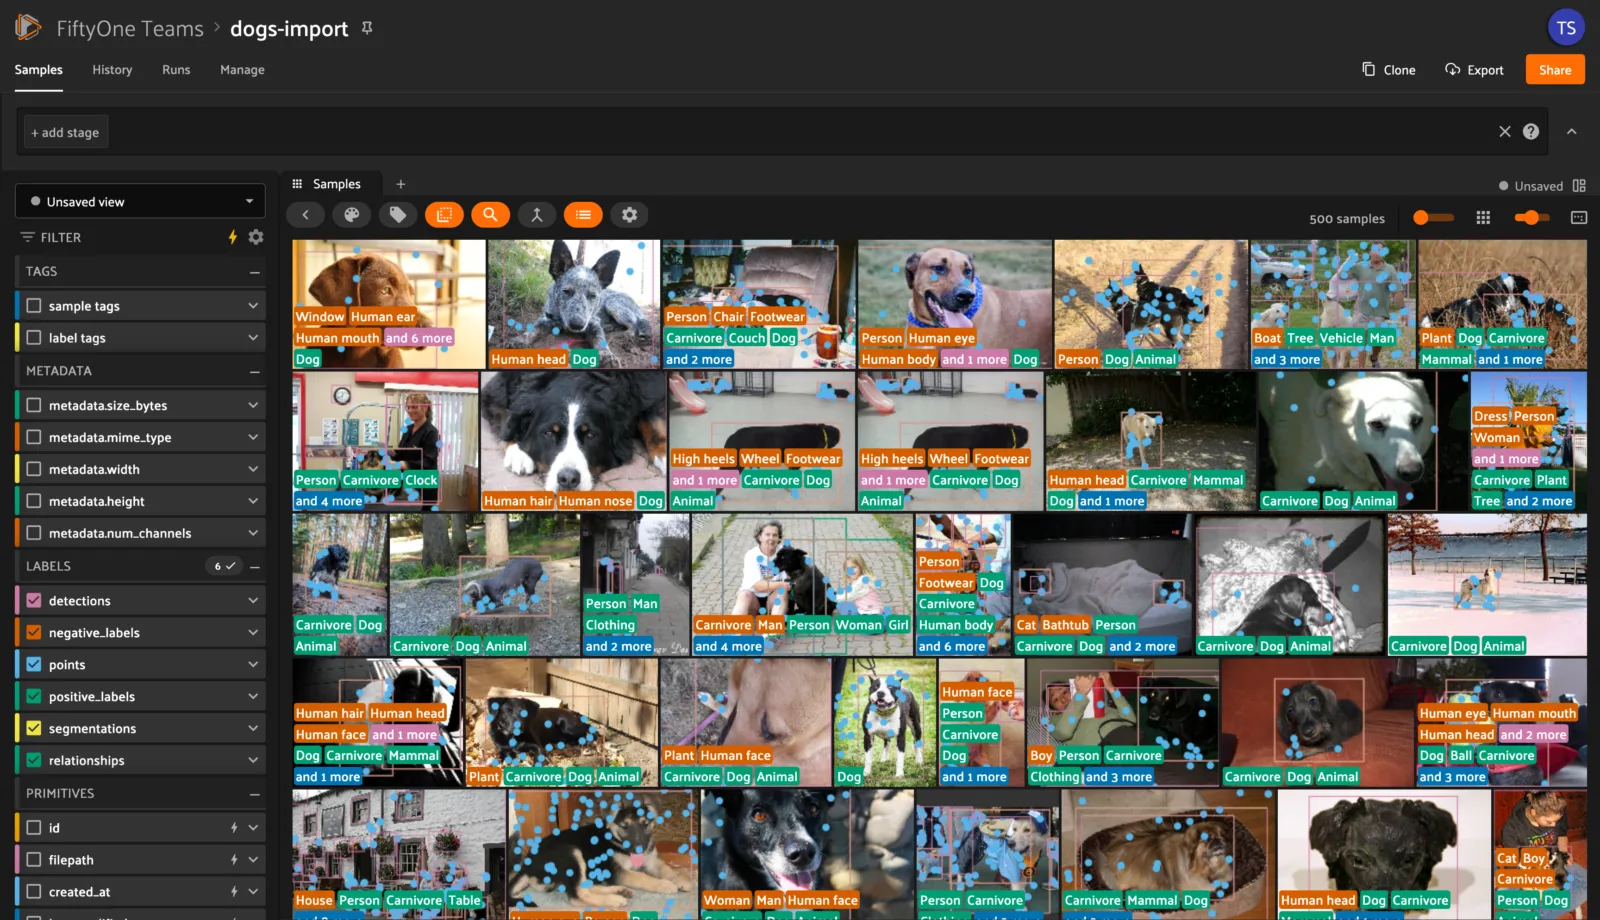 FiftyOne Teams > dogs-import
TS
Samples History Runs Manage
Clone Export Share
+ add stage
Samples
Unsaved
Unsaved view
500 samples
FILTER
TAGS
sample tags
label tags
METADATA
metadata.size_bytes
metadata.mime_type
metadata.width
metadata.height
metadata.num_channels
LABELS 6
detections
negative_labels
points
positive_labels
segmentations
relationships
PRIMITIVES
id
filepath
created_at
Window Human ear
Human mouth and 6 more
Dog
Human head Dog
Person Chair Footwear
Carnivore Couch Dog
and 2 more
Person Human eye
Human body and 1 more Dog
Person Dog Animal
Boat Tree Vehicle Man
and 3 more
Plant Dog Carnivore
Mammal and 1 more
Person Carnivore Clock
and 4 more
Human hair Human nose Dog
High heels Wheel Footwear
and 1 more Carnivore Dog
Animal
High heels Wheel Footwear
and 1 more Carnivore Dog
Animal
Human head Carnivore Mammal
Dog and 1 more
Carnivore Dog Animal
Dress Person
Woman
and 1 more
Carnivore Plant
Tree and 2 more
Carnivore Dog
Animal
Carnivore Dog Animal
Person Man
Clothing
and 2 more
Carnivore Man Person Woman Girl
and 4 more
Person
Footwear Dog
Carnivore
Human body
and 6 more
Cat Bathtub Person
Carnivore Dog and 2 more
Carnivore Dog Animal
Carnivore Dog Animal
Human hair Human head
Human face and 1 more
Dog Carnivore Mammal
and 1 more
Plant Carnivore Dog Animal
Plant Human face
Carnivore Dog Animal
Dog
Human face
Person
Carnivore
Dog
and 1 more
Boy Person Carnivore
Clothing and 3 more
Carnivore Dog Animal
Human eye Human mouth
Human head and 2 more
Dog Ball Carnivore
and 3 more
House Person Carnivore Table
Woman Man Human face
Person Carnivore
Carnivore Mammal Dog
Human head Dog Carnivore
Cat Boy
Carnivore
Person Dog